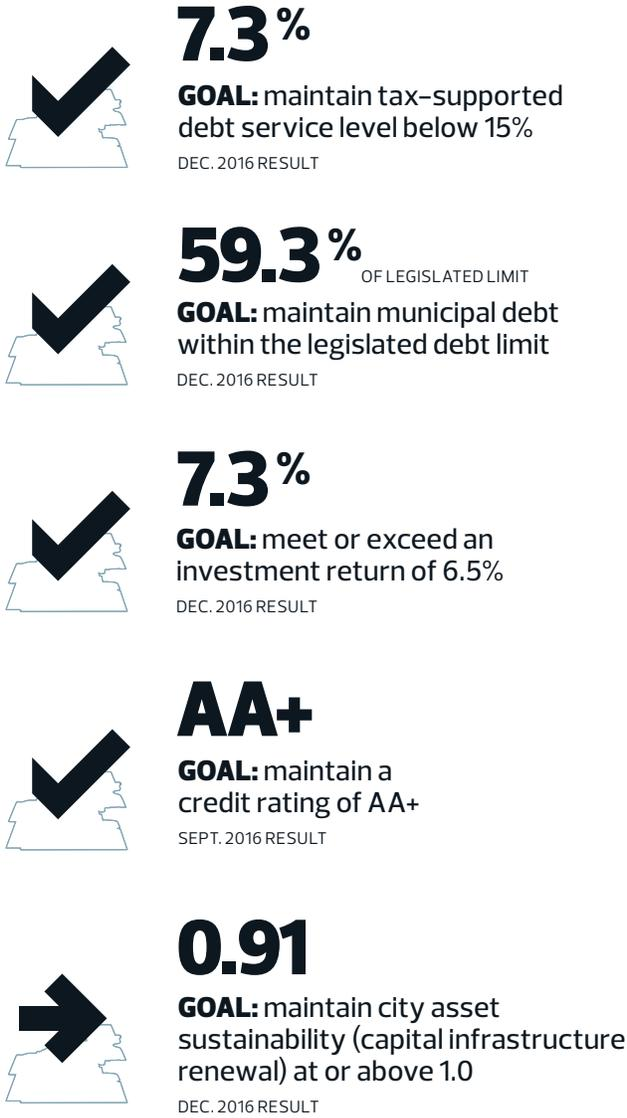 7.3%
GOAL: maintain tax-supported
debt service level below 15%
DEC. 2016 RESULT
59.3% OF LEGISLATED LIMIT
GOAL: maintain municipal debt
within the legislated debt limit
DEC. 2016 RESULT
7.3%
GOAL: meet or exceed an
investment return of 6.5%
DEC. 2016 RESULT
AA+
GOAL: maintain a
credit rating of AA+
SEPT. 2016 RESULT
0.91
GOAL: maintain city asset
sustainability (capital infrastructure
renewal) at or above 1.0
DEC. 2016 RESULT